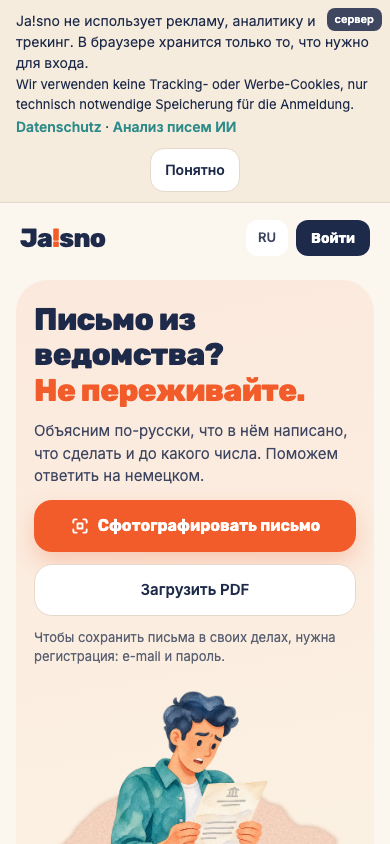 Ja!sno не использует рекламу, аналитику и
сервер
трекинг. В браузере хранится только то, что нужно
для входа.
Wir verwenden keine Tracking- oder Werbe-Cookies, nur
technisch notwendige Speicherung für die Anmeldung.
Datenschutz · Анализ писем ИИ
Понятно
Ja!sno
RU
Войти
Письмо из
ведомства?
Не переживайте.
Объясним по-русски, что в нём написано,
что сделать и до какого числа. Поможем
ответить на немецком.
Сфотографировать письмо
Загрузить PDF
Чтобы сохранить письма в своих делах, нужна
регистрация: e-mail и пароль.